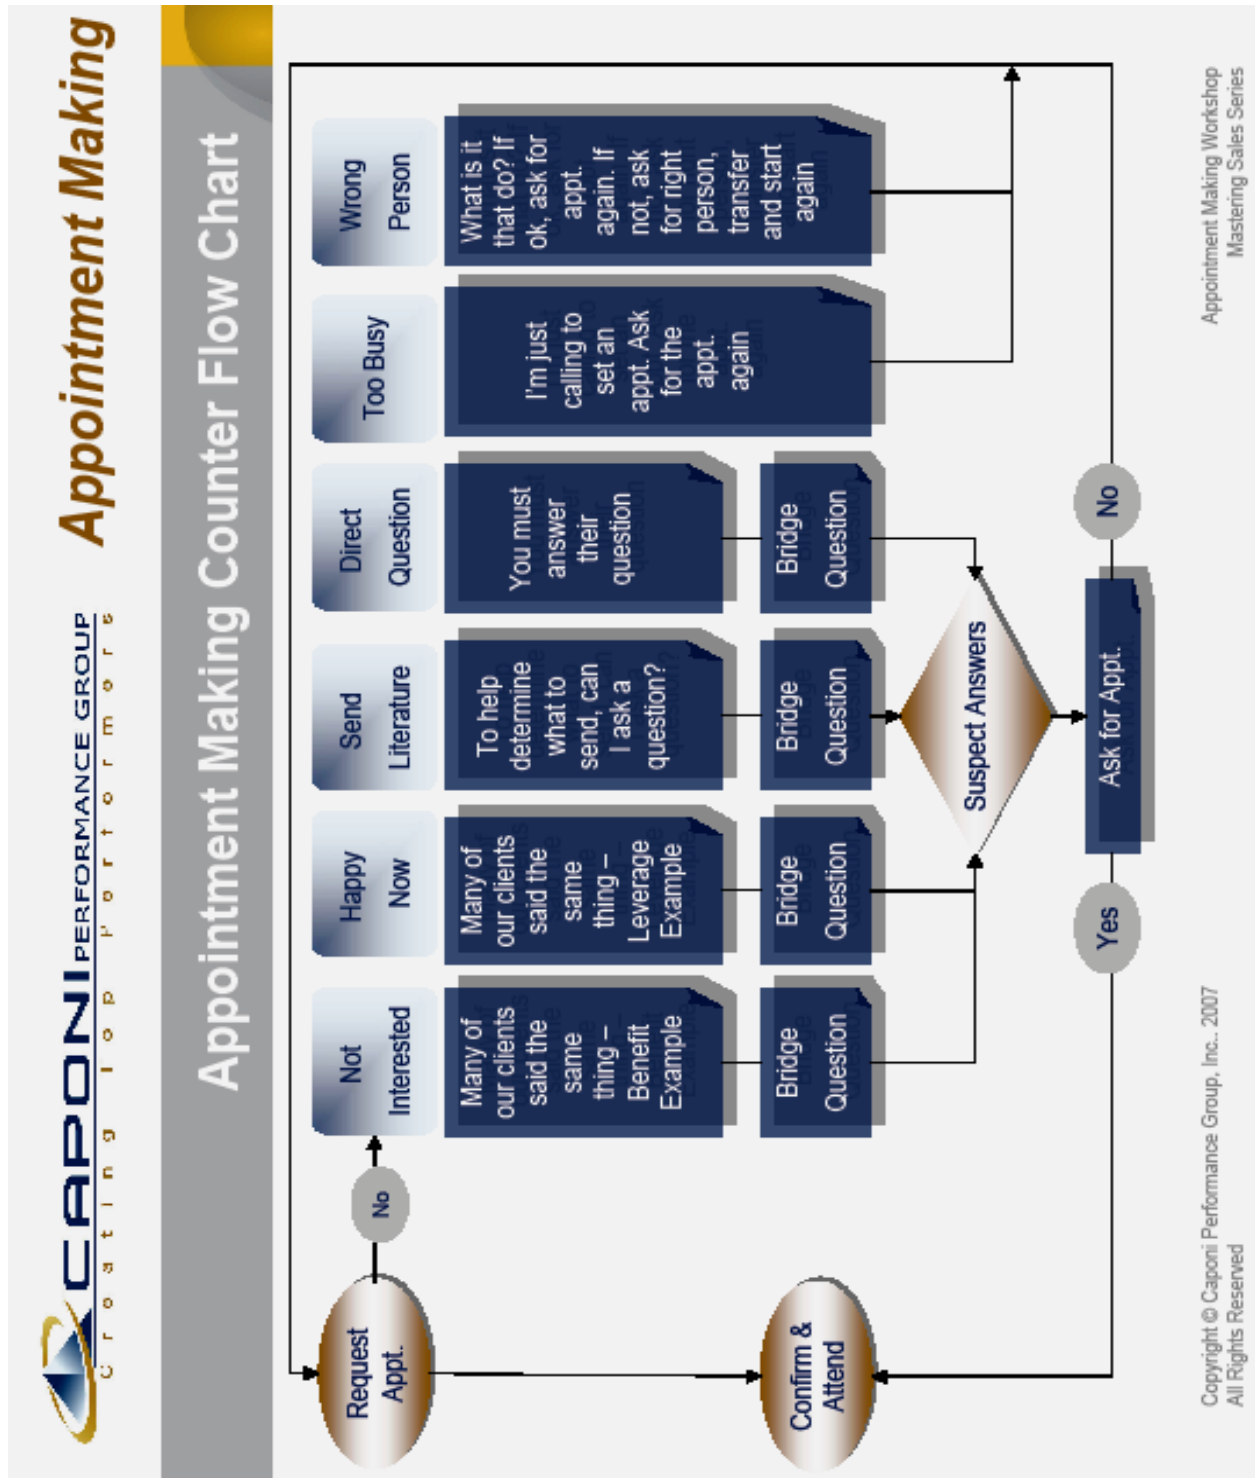 CAPONI PERFORMANCE GROUP
Creating Top Performers
Appointment Making
Appointment Making Counter Flow Chart
Request
Appt.
No
Not
Interested
Happy
Now
Send
Literature
Direct
Question
Too Busy
Wrong
Person
Many of
our clients
said the
same
thing –
Benefit
Example
Many of
our clients
said the
same
thing –
Leverage
Example
To help
determine
what to
send, can
I ask a
question?
You must
answer
their
question
I'm just
calling to
set an
appt. Ask
for the
appt.
again
What is it
that do? If
ok, ask for
appt.
again. If
not, ask
for right
person,
transfer
and start
again
Bridge
Question
Bridge
Question
Bridge
Question
Bridge
Question
Confirm &
Attend
Suspect Answers
Yes
Ask for Appt.
No
Copyright © Caponi Performance Group, Inc.. 2007
All Rights Reserved
Appointment Making Workshop
Mastering Sales Series